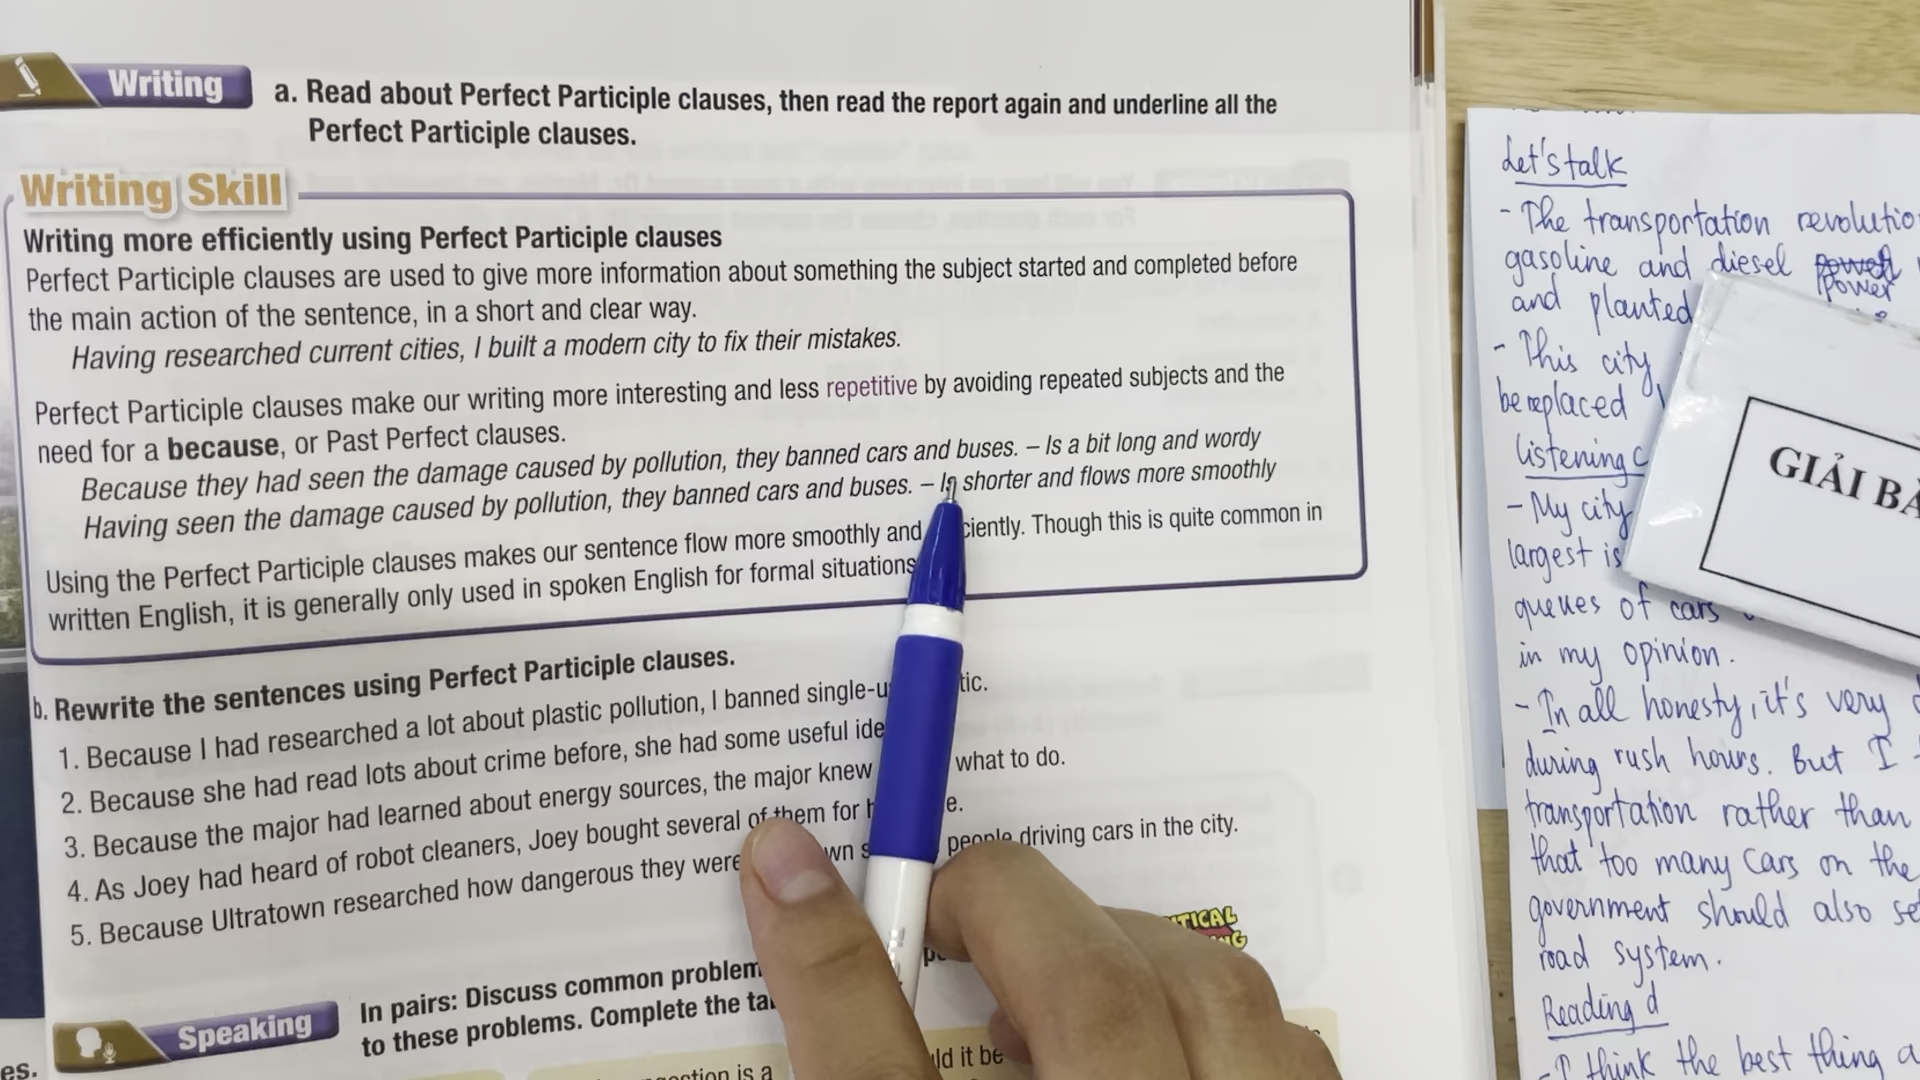 Writing
a. Read about Perfect Participle clauses, then read the report again and underline all the
Perfect Participle clauses.
Writing Skill
Writing more efficiently using Perfect Participle clauses
Perfect Participle clauses are used to give more information about something the subject started and completed before
the main action of the sentence, in a short and clear way.
Having researched current cities, I built a modern city to fix their mistakes.
Perfect Participle clauses make our writing more interesting and less repetitive by avoiding repeated subjects and the
need for a because, or Past Perfect clauses.
Because they had seen the damage caused by pollution, they banned cars and buses. – Is a bit long and wordy
Having seen the damage caused by pollution, they banned cars and buses. – Is shorter and flows more smoothly
Using the Perfect Participle clauses makes our sentence flow more smoothly and ciently. Though this is quite common in
written English, it is generally only used in spoken English for formal situations
b. Rewrite the sentences using Perfect Participle clauses.
1. Because I had researched a lot about plastic pollution, I banned single-u tic.
2. Because she had read lots about crime before, she had some useful ide
3. Because the major had learned about energy sources, the major knew what to do.
4. As Joey had heard of robot cleaners, Joey bought several of them for h e.
5. Because Ultratown researched how dangerous they were wn s people driving cars in the city.
TICAL
NG
Speaking
In pairs: Discuss common problem
to these problems. Complete the ta
es.
estion is a
ld it be
Let's talk
- The transportation revolutio
gasoline and diesel power
and planted
- This city
be replaced
listening c
- My city
largest is
queues of cars
in my opinion.
- In all honesty, it's very
during rush hours. But I
transportation rather than
that too many cars on the
government should also se
road system.
Reading d
- I think the best thing a
GIẢI BÀ